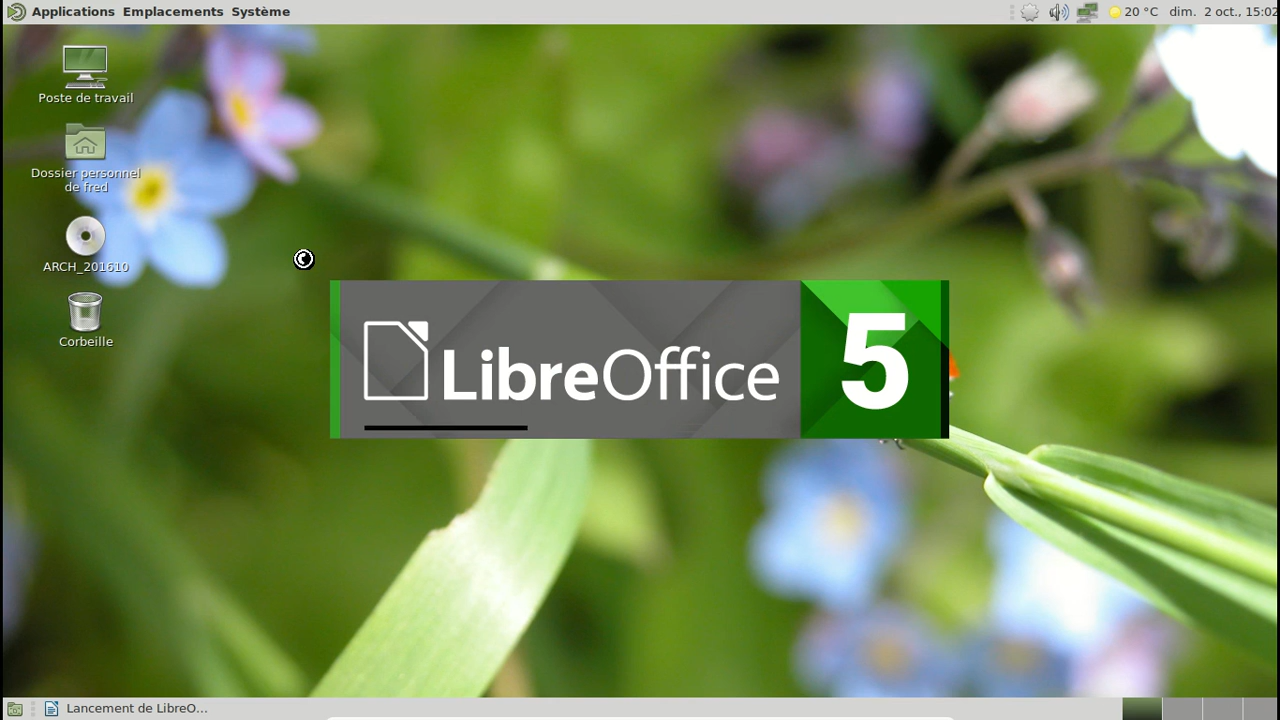 Applications Emplacements Système
20 °C dim. 2 oct., 15:02
Poste de travail
Dossier personnel
de fred
ARCH_201610
Corbeille
LibreOffice 5
Lancement de LibreO...